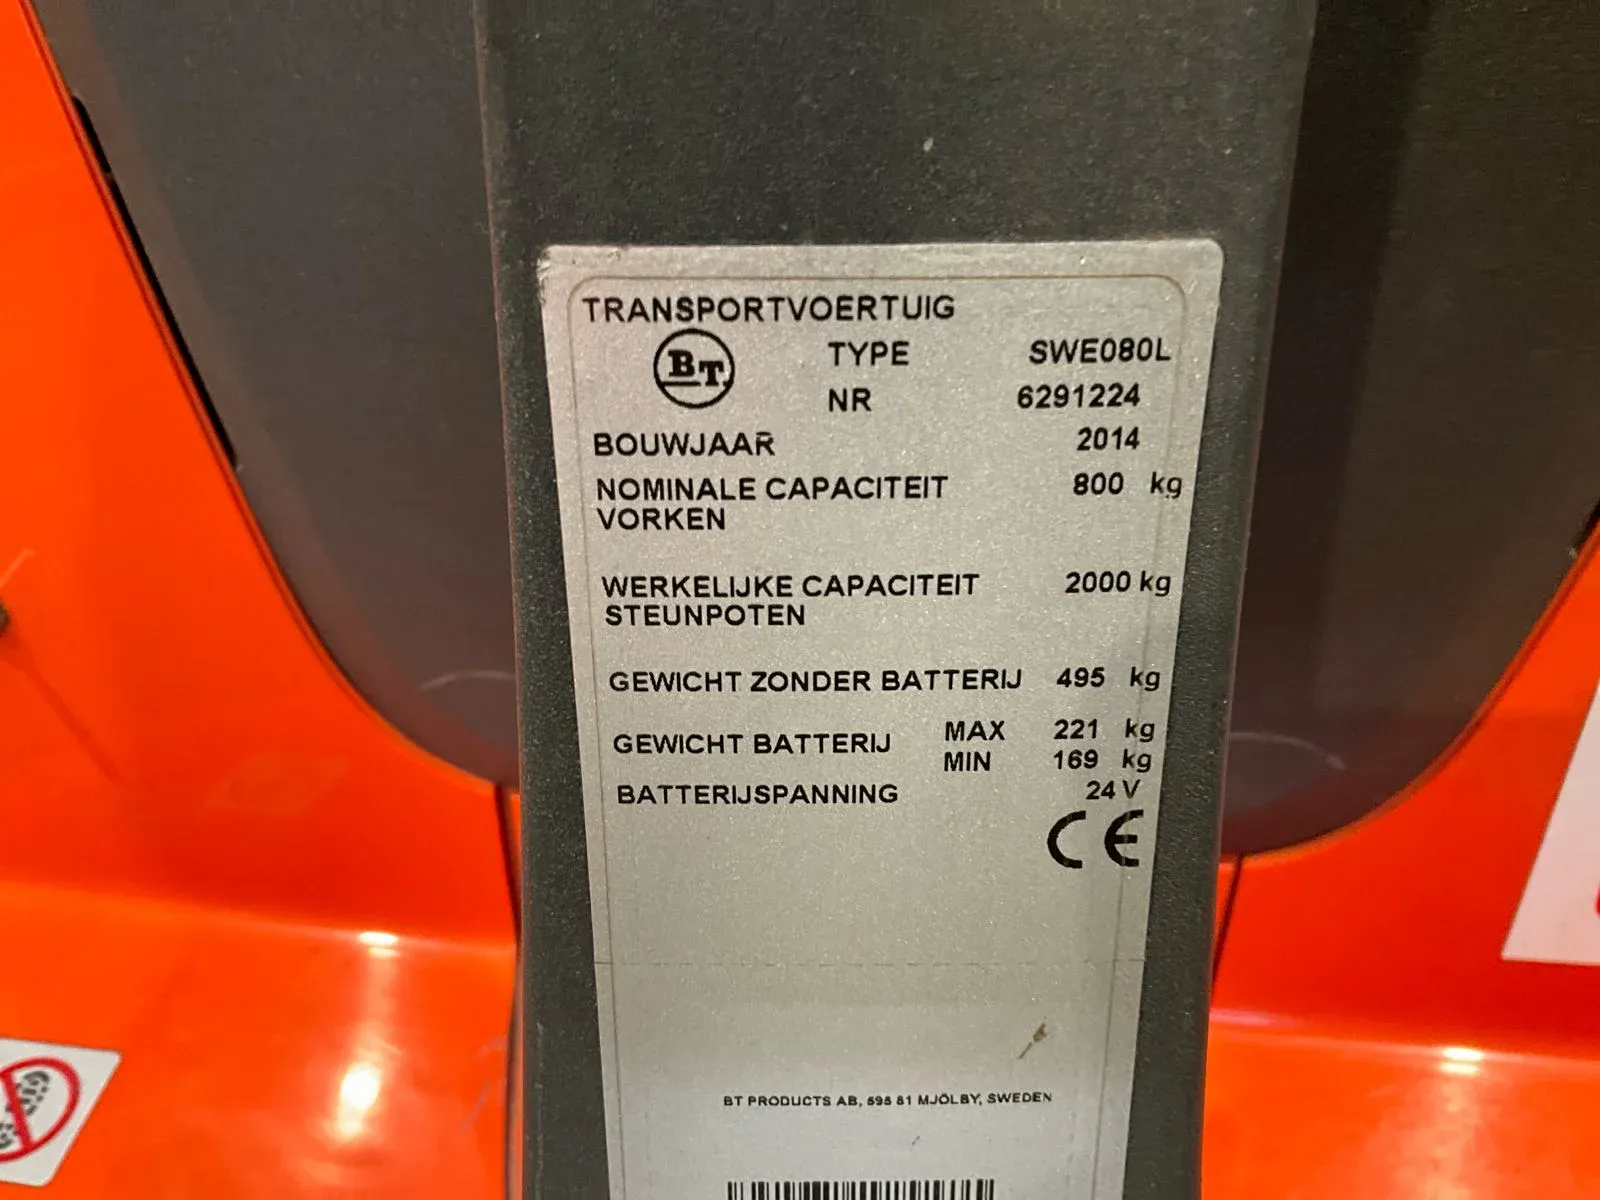 TRANSPORTVOERTUIG
BT
TYPE SWE080L
NR 6291224
BOUWJAAR 2014
NOMINALE CAPACITEIT 800 kg
VORKEN
WERKELIJKE CAPACITEIT 2000 kg
STEUNPOTEN
GEWICHT ZONDER BATTERIJ 495 kg
GEWICHT BATTERIJ MAX 221 kg
MIN 169 kg
BATTERIJSPANNING 24 V
CE
BT PRODUCTS AB, 595 81 MJÖLBY, SWEDEN